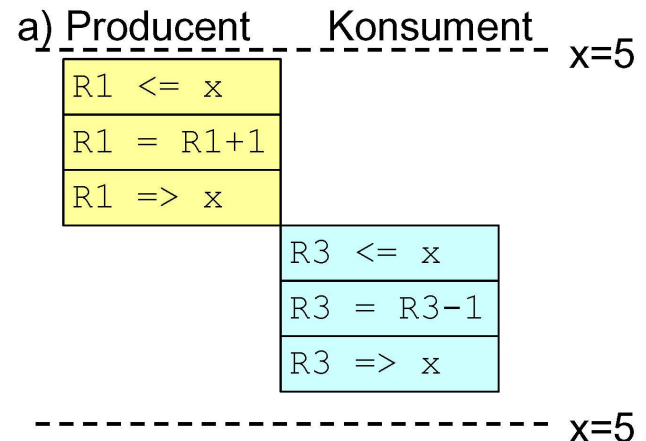 a) Producent Konsument
x=5
R1 <= x
R1 = R1+1
R1 => x
R3 <= x
R3 = R3-1
R3 => x
x=5